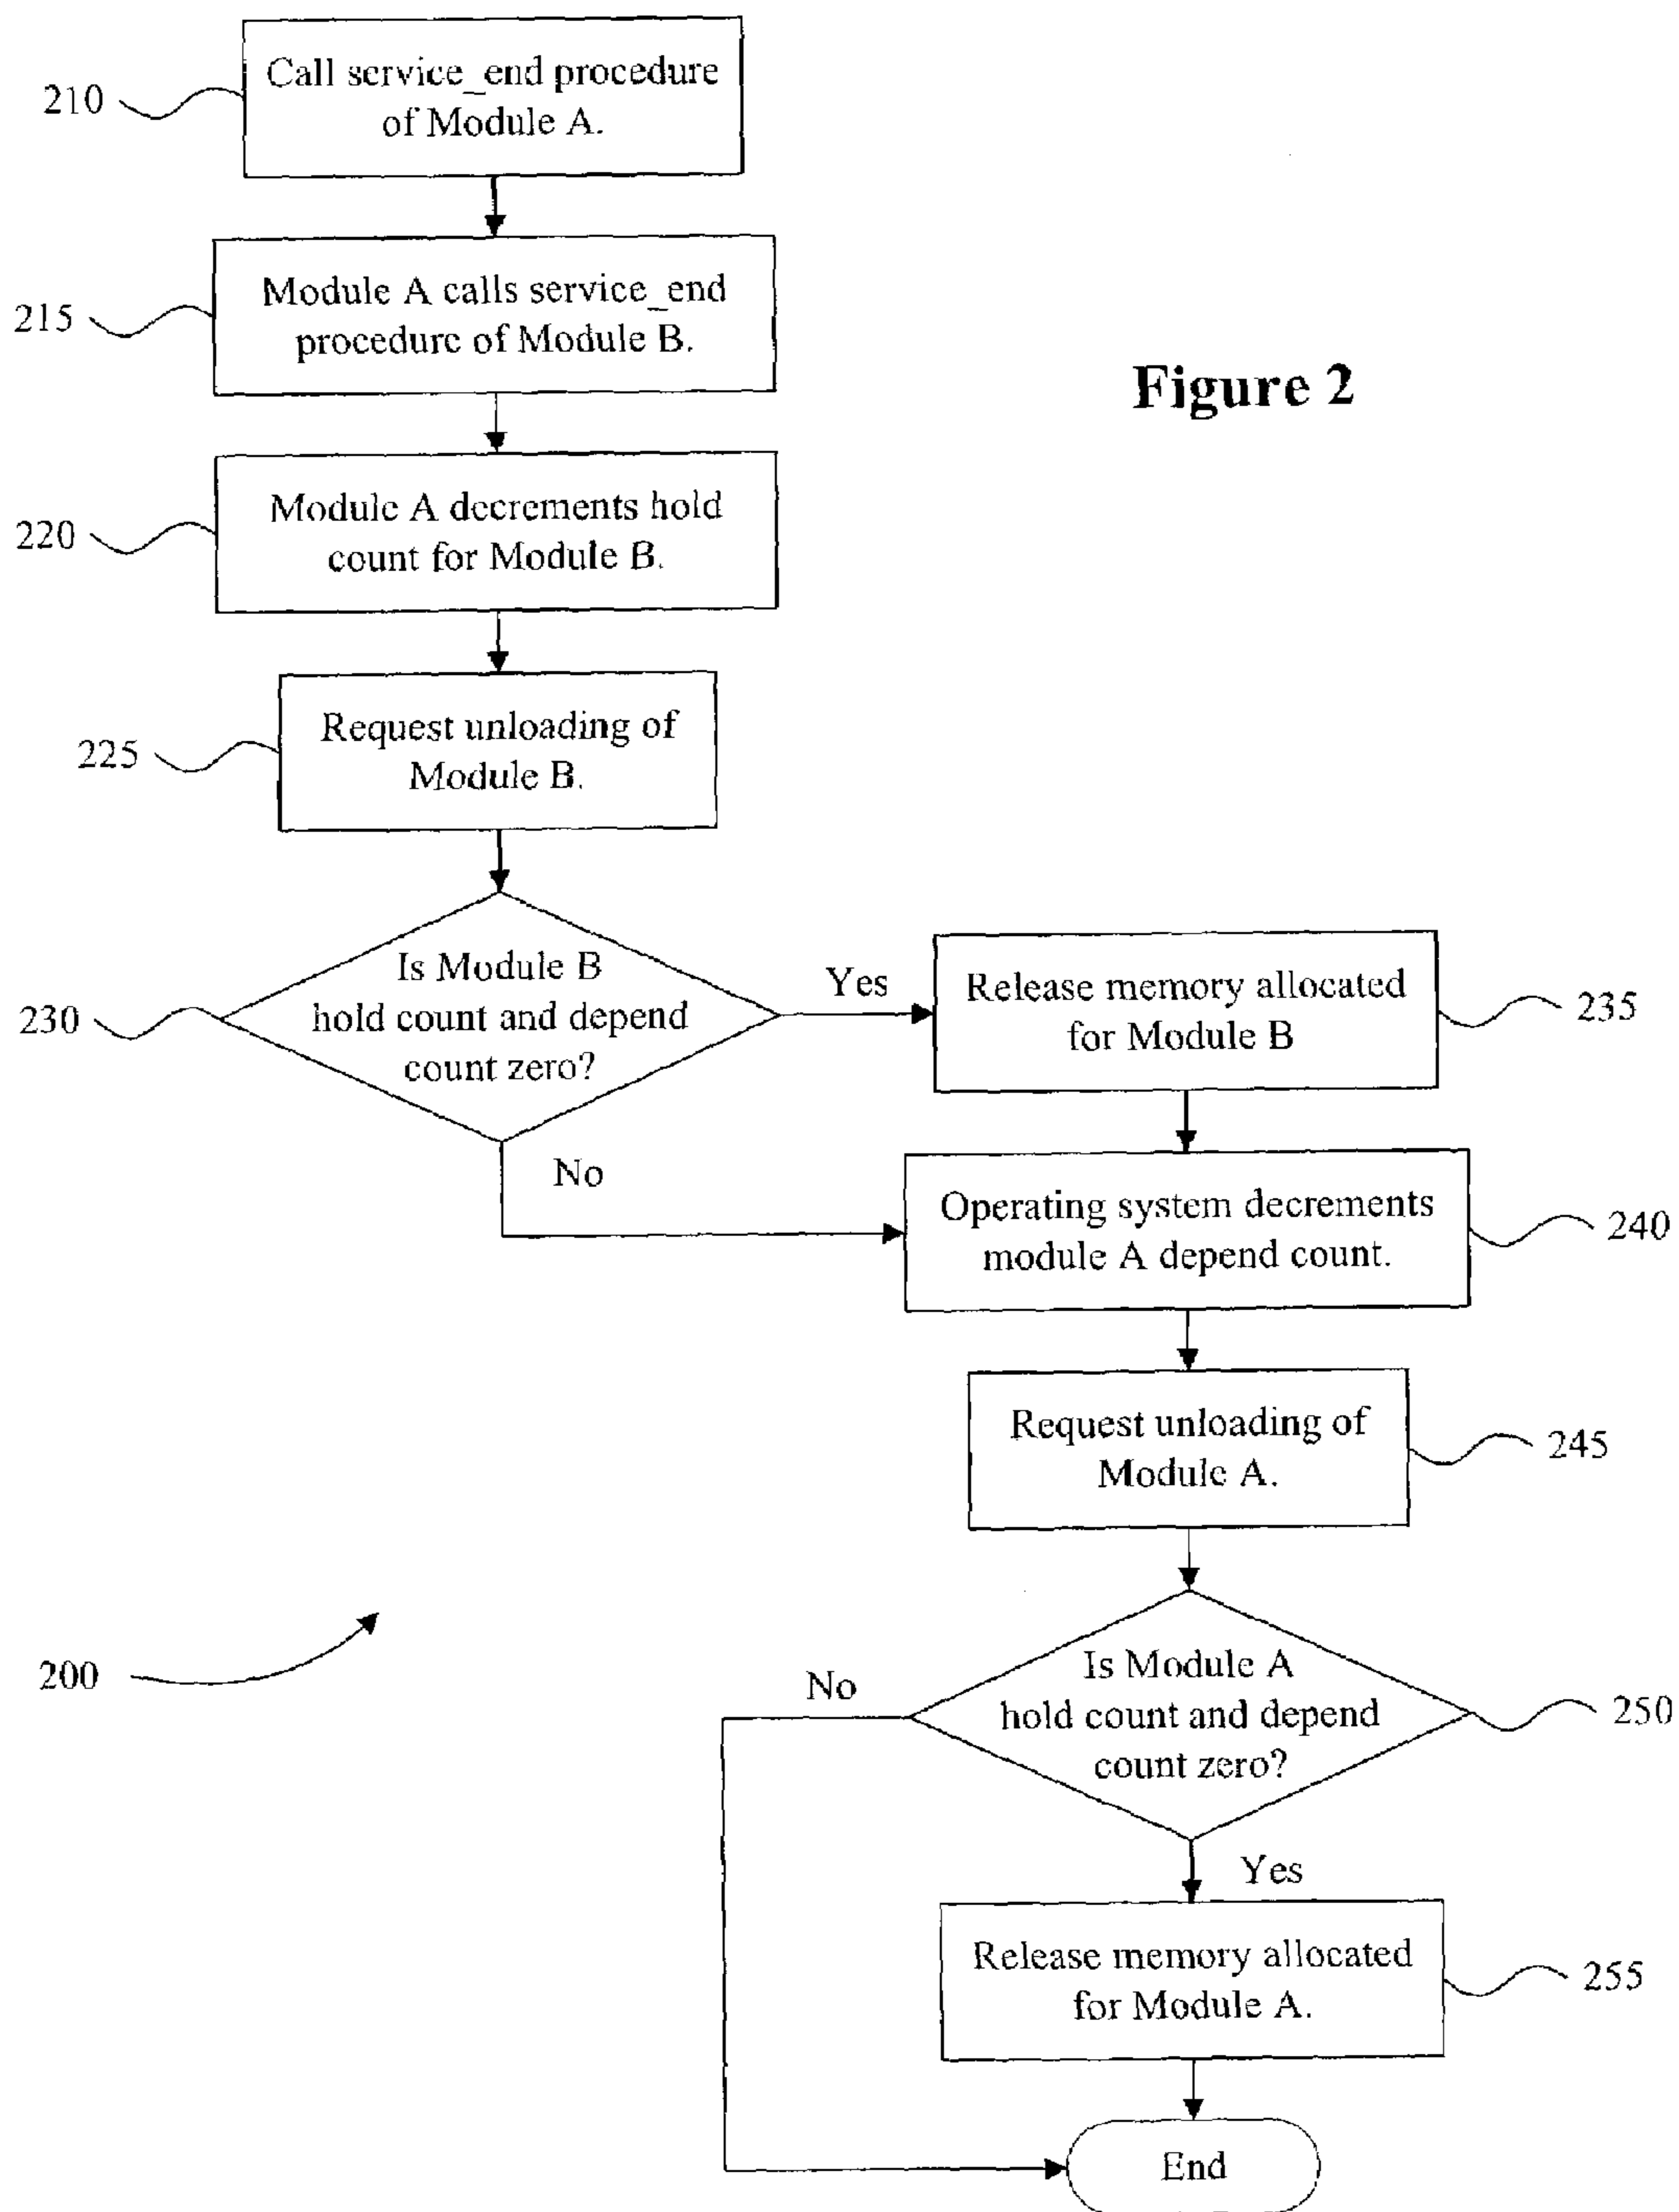 210
Call service_end procedure
of Module A.
215
Module A calls service_end
procedure of Module B.
Figure 2
220
Module A decrements hold
count for Module B.
225
Request unloading of
Module B.
230
Is Module B
hold count and depend
count zero?
Yes
Release memory allocated
for Module B
235
No
Operating system decrements
module A depend count.
240
Request unloading of
Module A.
245
200
No
Is Module A
hold count and depend
count zero?
250
Yes
Release memory allocated
for Module A.
255
End